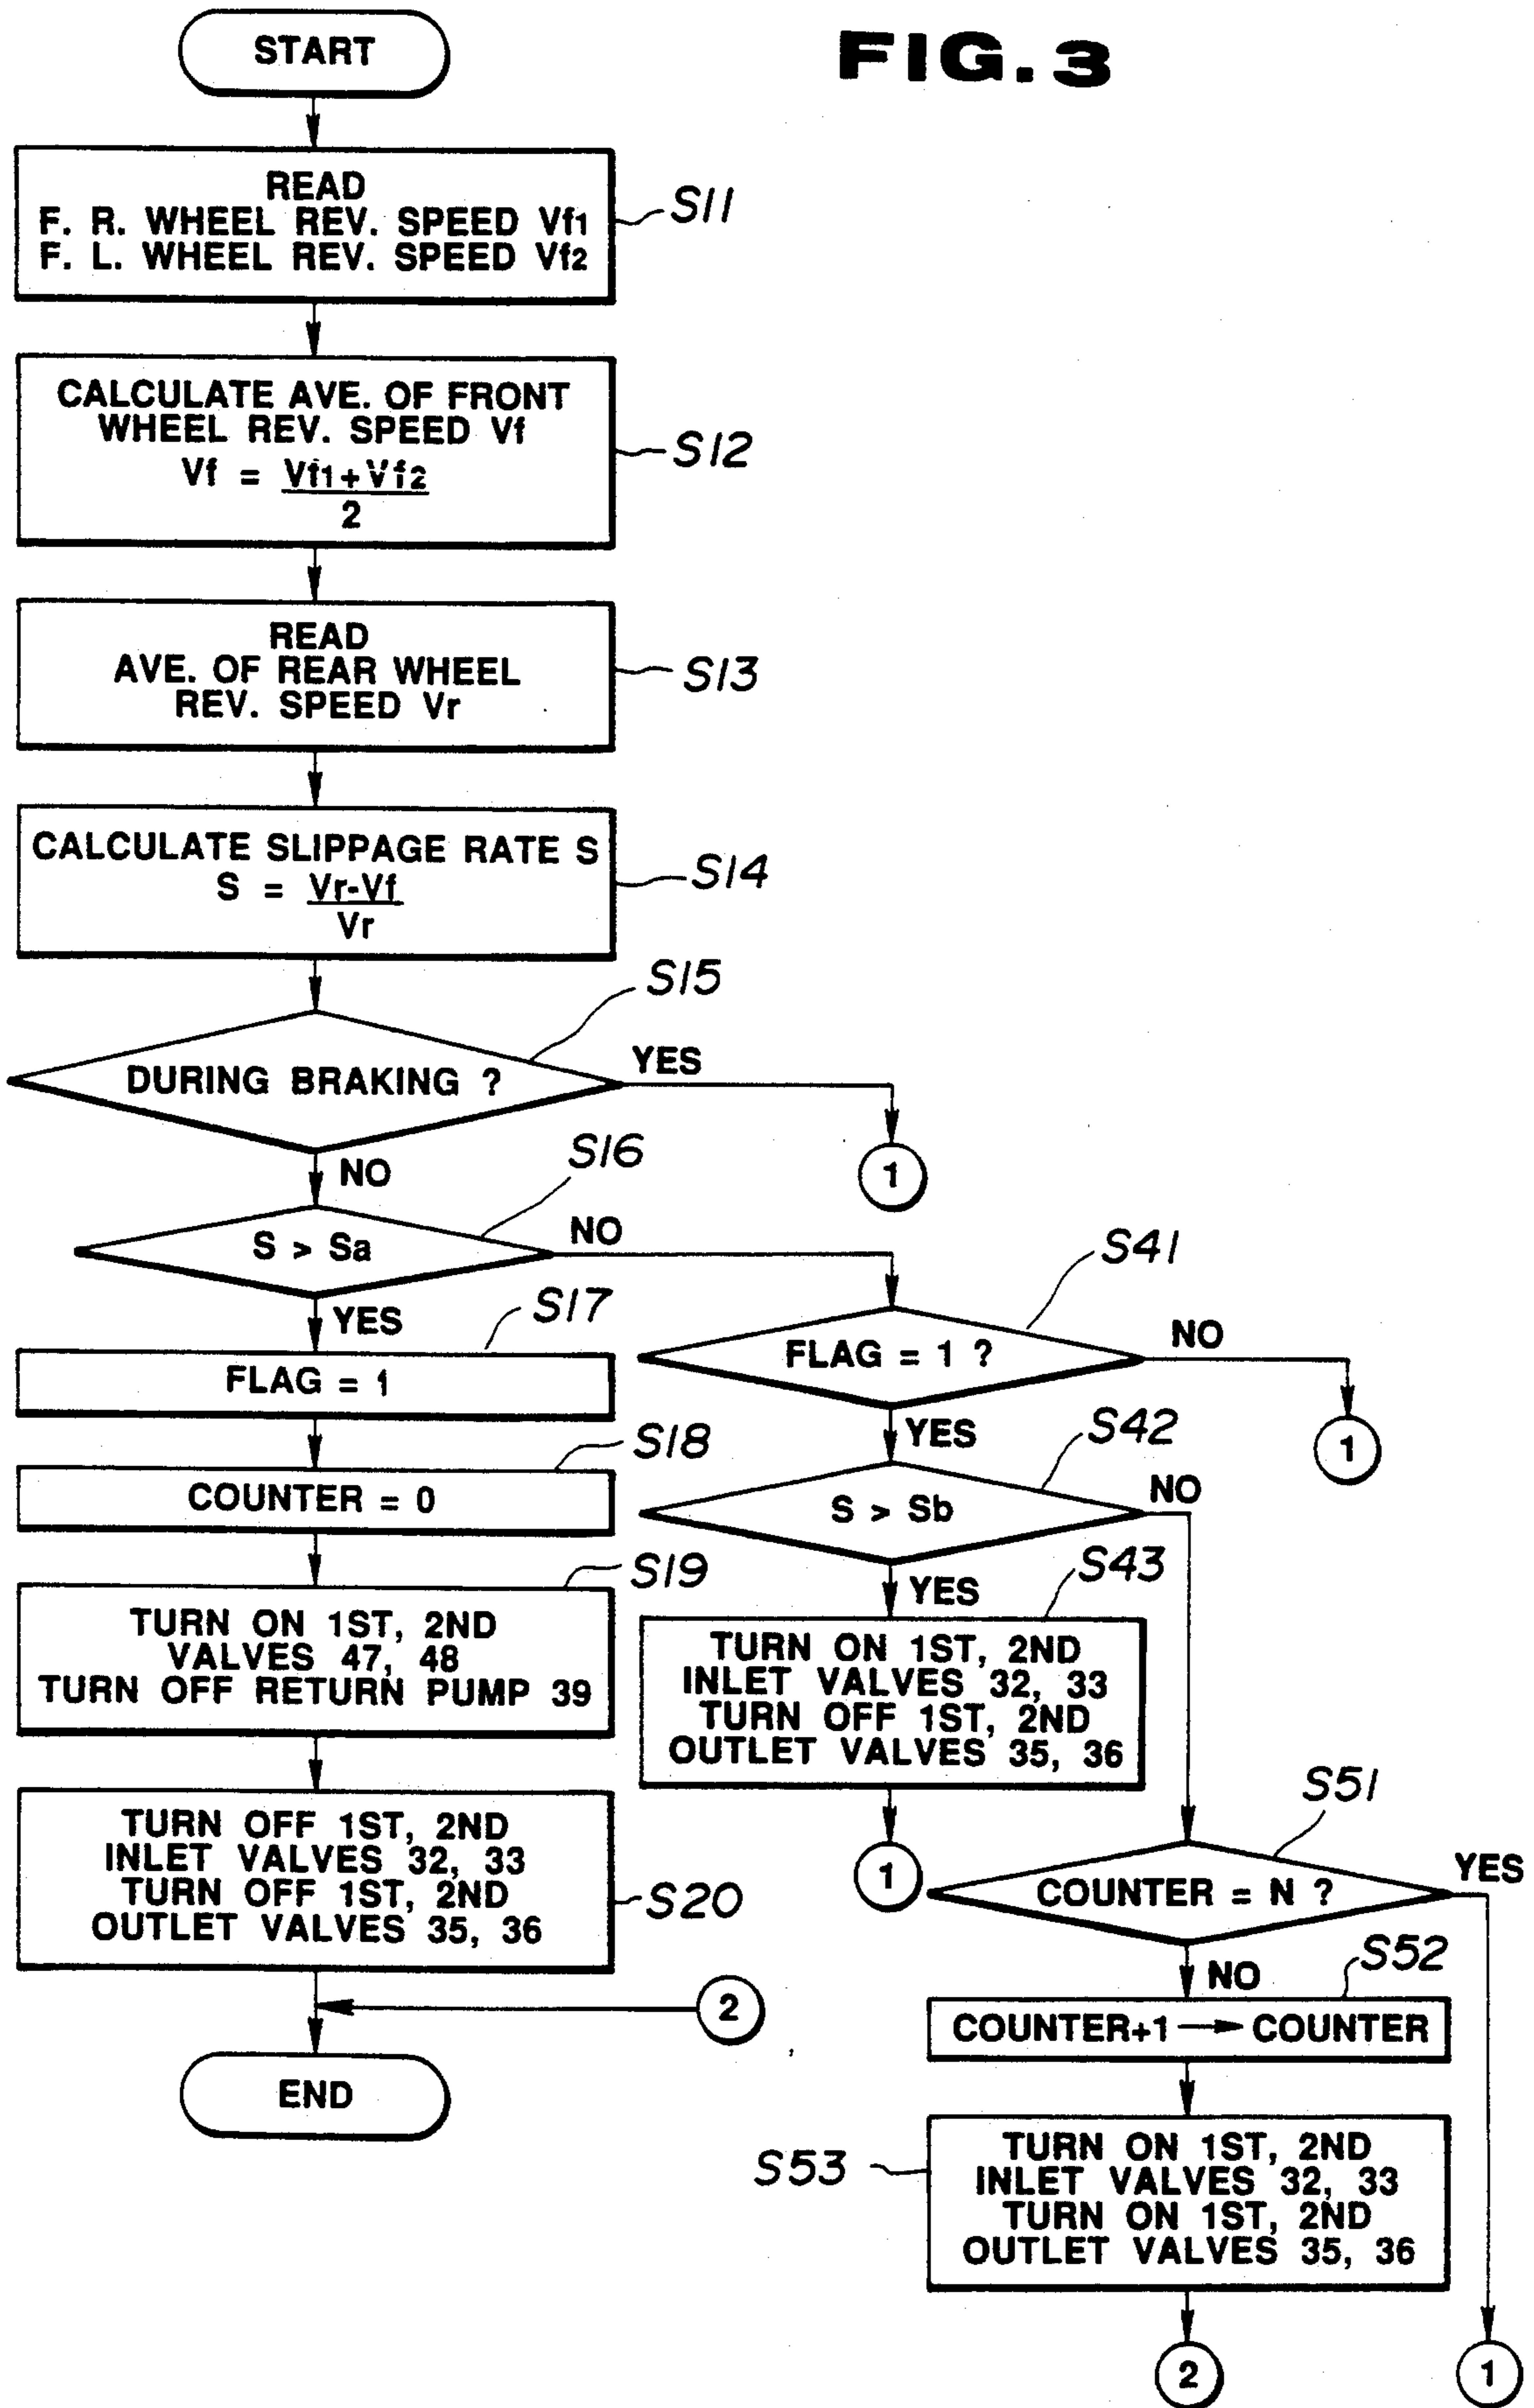 FIG. 3
START
READ
F. R. WHEEL REV. SPEED Vf1
F. L. WHEEL REV. SPEED Vf2
S11
CALCULATE AVE. OF FRONT
WHEEL REV. SPEED Vf
Vf = Vf1+Vf2
2
S12
READ
AVE. OF REAR WHEEL
REV. SPEED Vr
S13
CALCULATE SLIPPAGE RATE S
S = Vr-Vf
Vr
S14
S15
DURING BRAKING ?
YES
1
NO
S16
S > Sa
NO
YES
S17
FLAG = 1
S18
COUNTER = 0
S19
TURN ON 1ST, 2ND
VALVES 47, 48
TURN OFF RETURN PUMP 39
TURN OFF 1ST, 2ND
INLET VALVES 32, 33
TURN OFF 1ST, 2ND
OUTLET VALVES 35, 36
S20
2
END
S41
FLAG = 1 ?
NO
1
YES
S42
S > Sb
NO
YES
S43
TURN ON 1ST, 2ND
INLET VALVES 32, 33
TURN OFF 1ST, 2ND
OUTLET VALVES 35, 36
1
S51
COUNTER = N ?
YES
NO
S52
COUNTER+1 → COUNTER
S53
TURN ON 1ST, 2ND
INLET VALVES 32, 33
TURN ON 1ST, 2ND
OUTLET VALVES 35, 36
2
1